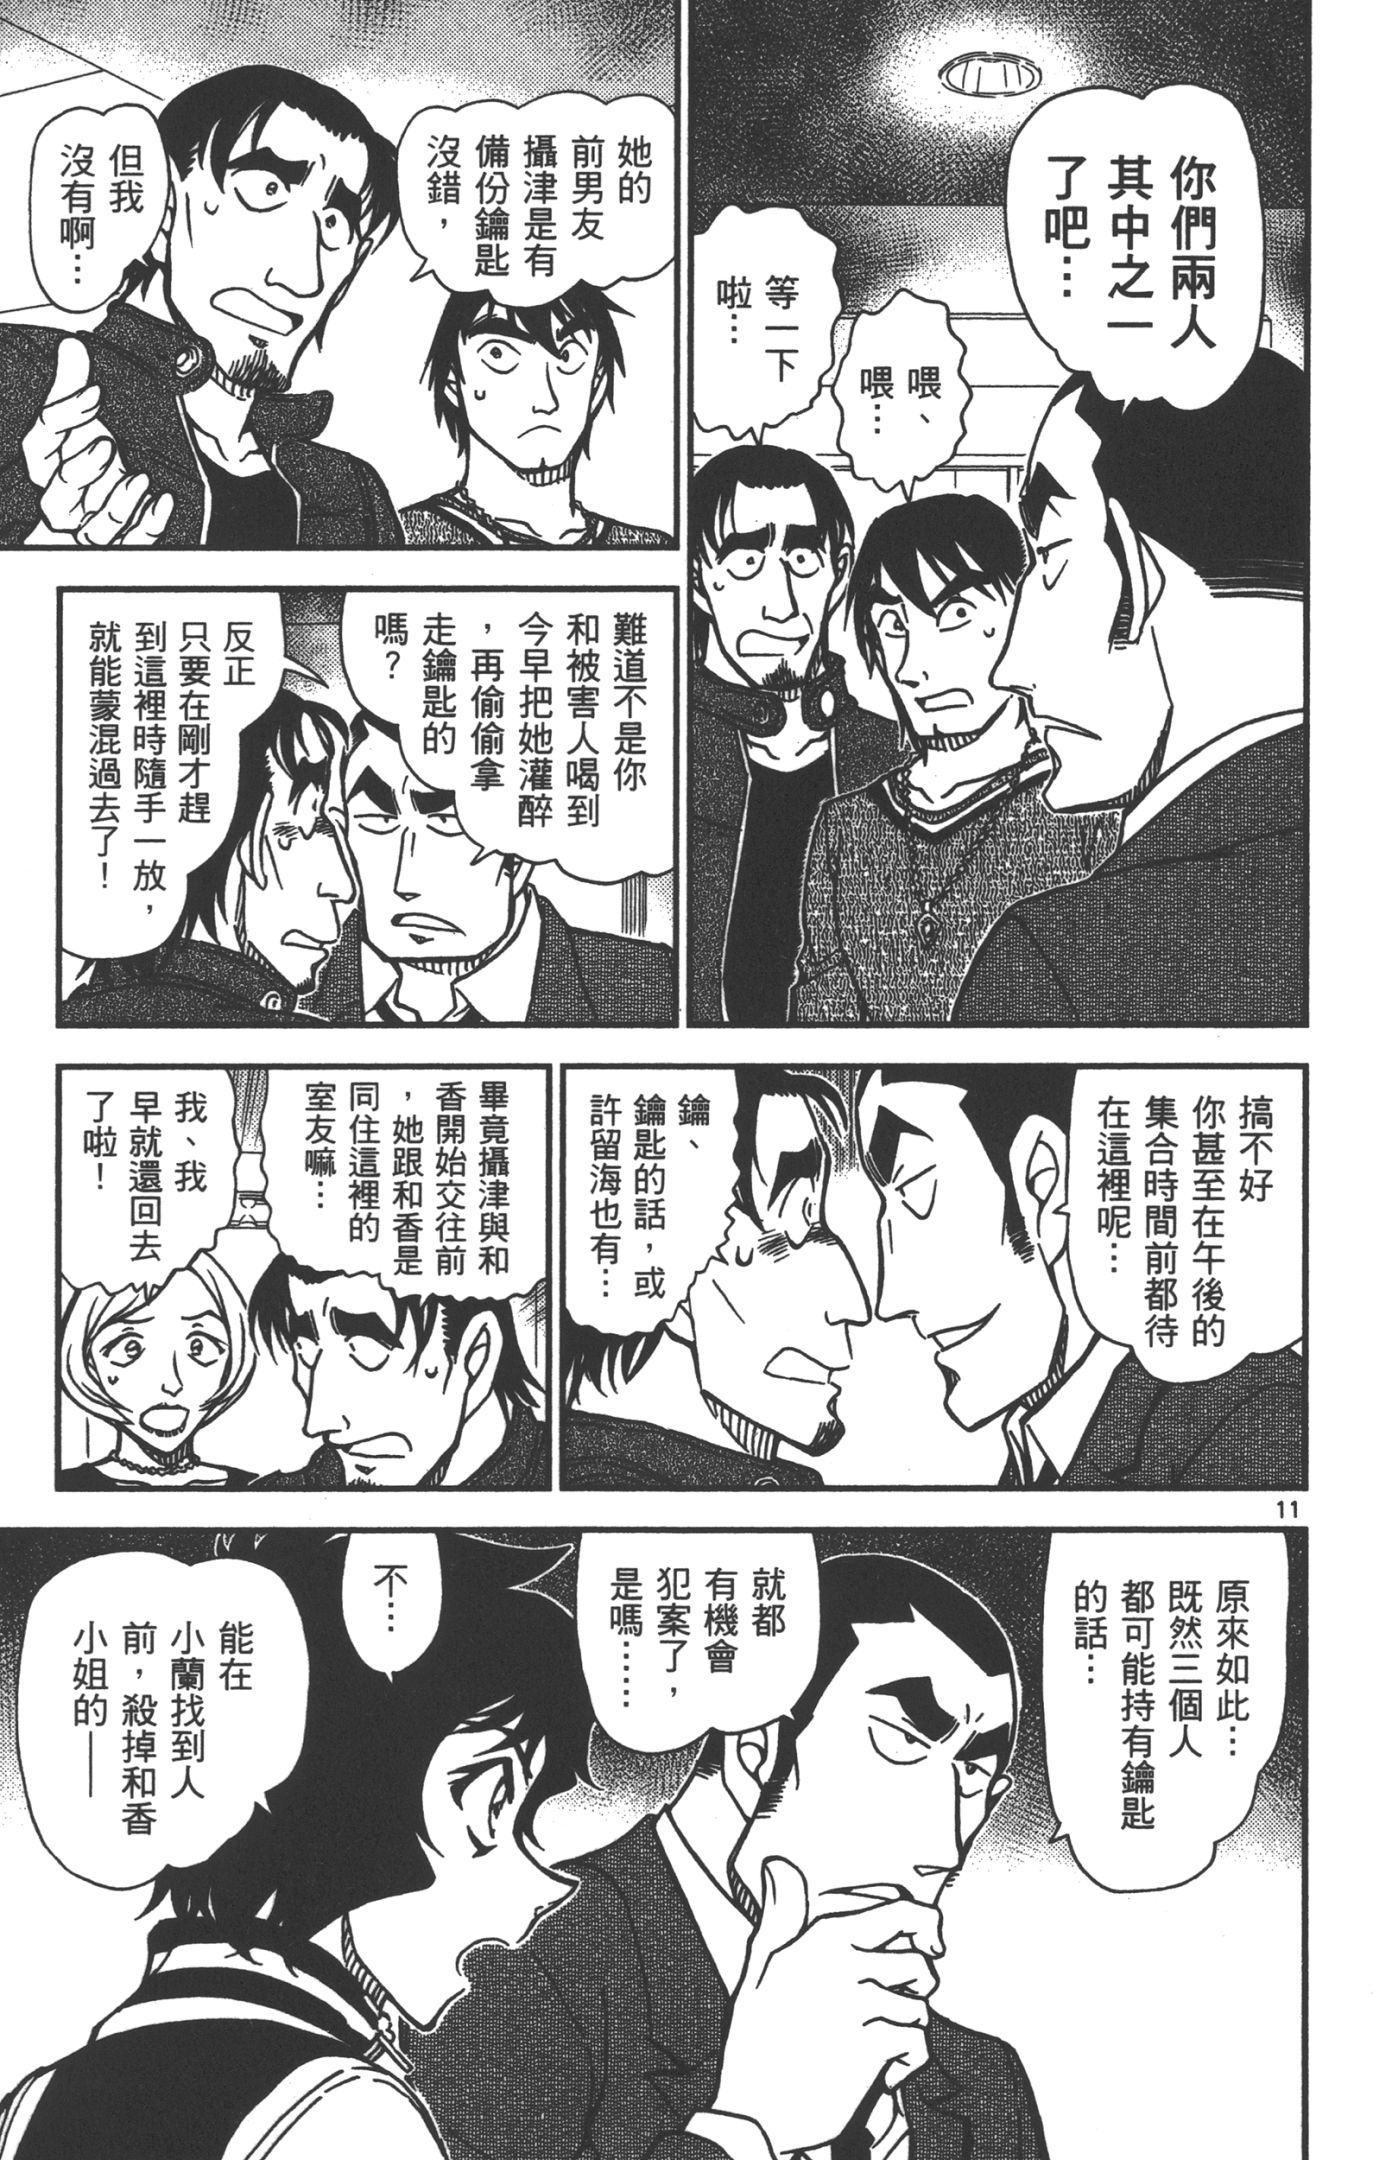 你們兩人
其中之一
了吧⋯
喂、
喂⋯
等一下
啦⋯
她的
前男友
攝津是有
備份鑰匙
沒錯，
但我
沒有啊⋯
難道不是你
和被害人喝到
今早把她灌醉
，再偷偷拿
走鑰匙的
嗎？
反正
只要在剛才趕
到這裡時隨手一放，
就能蒙混過去了！
搞不好
你甚至在午後的
集合時間前都待
在這裡呢⋯
鑰、
鑰匙的話，或
許留海也有⋯
畢竟攝津與和
香開始交往前
，她跟和香是
同住這裡的
室友嘛⋯
我、我
早就還回去
了啦！
11
原來如此⋯
既然三個人
都可能持有鑰匙
的話⋯
就都
有機會
犯案了，
是嗎⋯⋯
不⋯
能在
小蘭找到人
前，殺掉和香
小姐的——